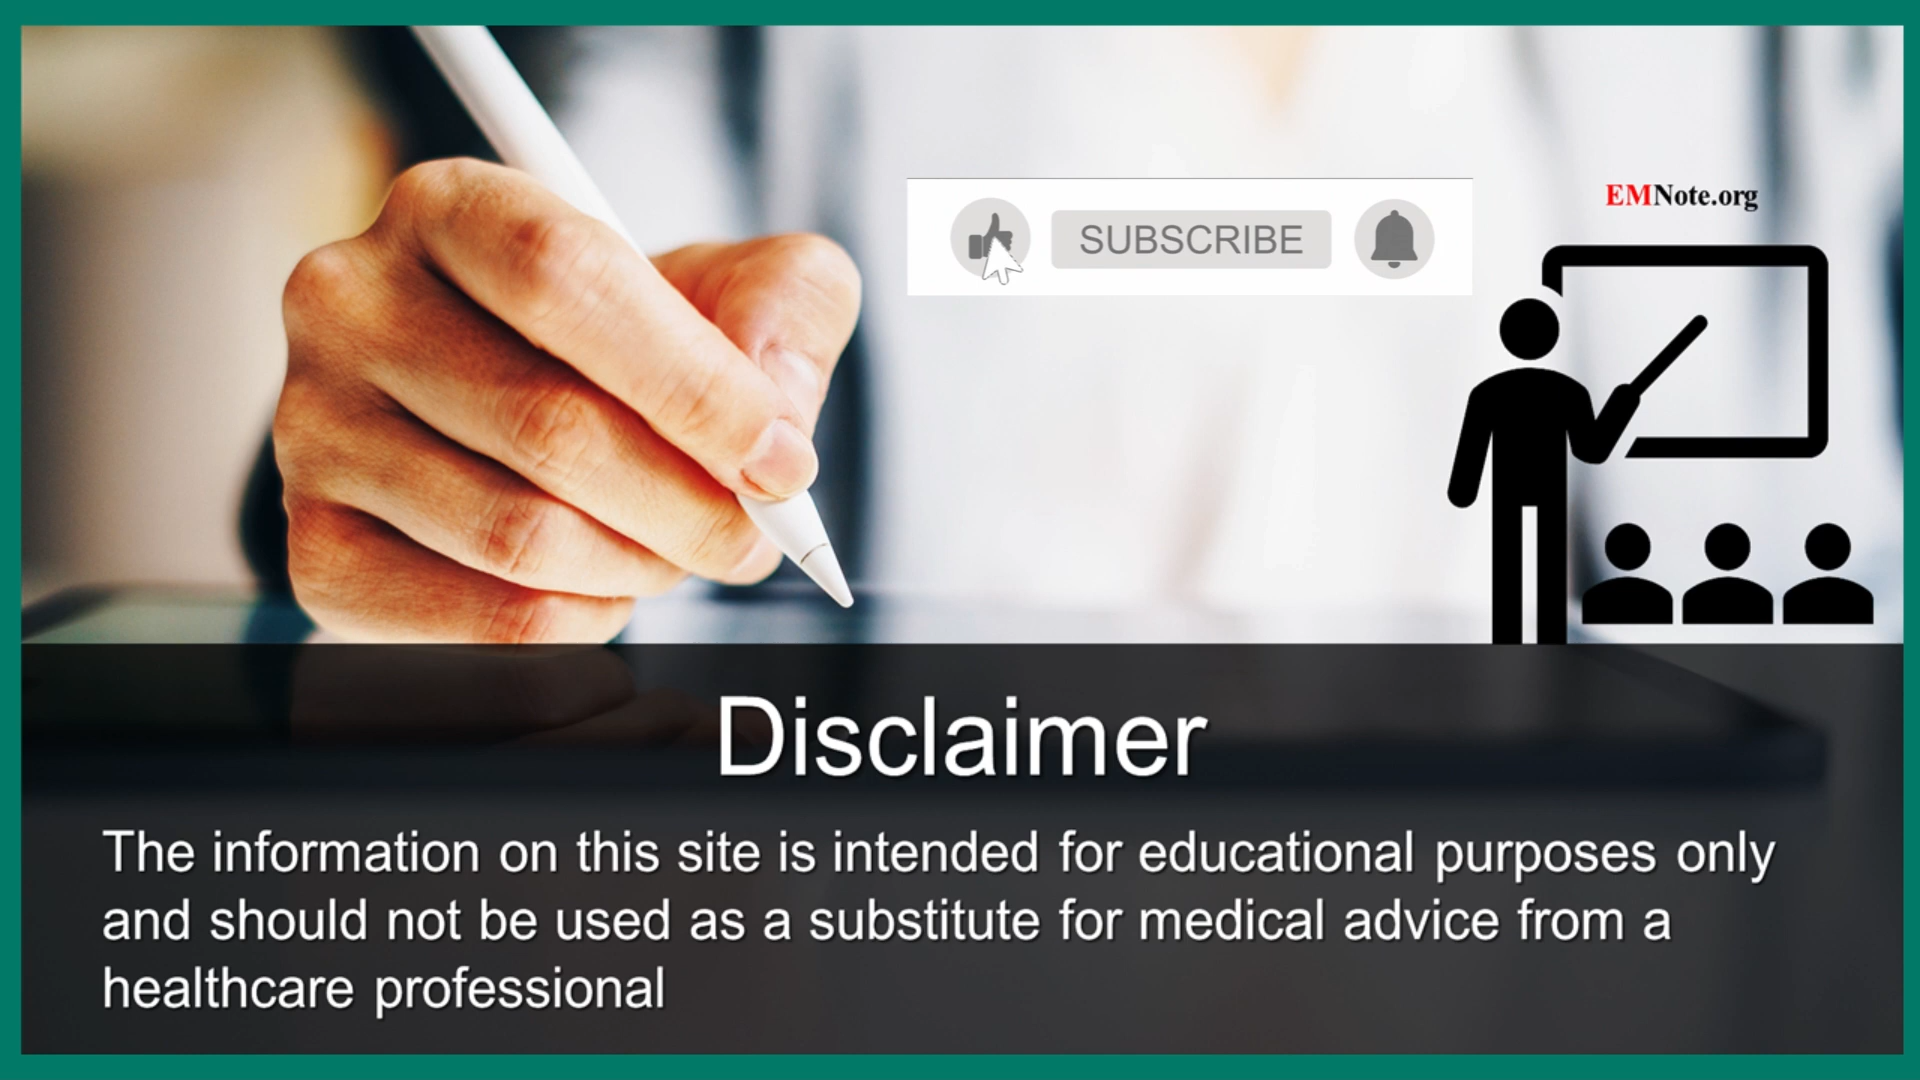 SUBSCRIBE
EMNote.org
Disclaimer
The information on this site is intended for educational purposes only
and should not be used as a substitute for medical advice from a
healthcare professional